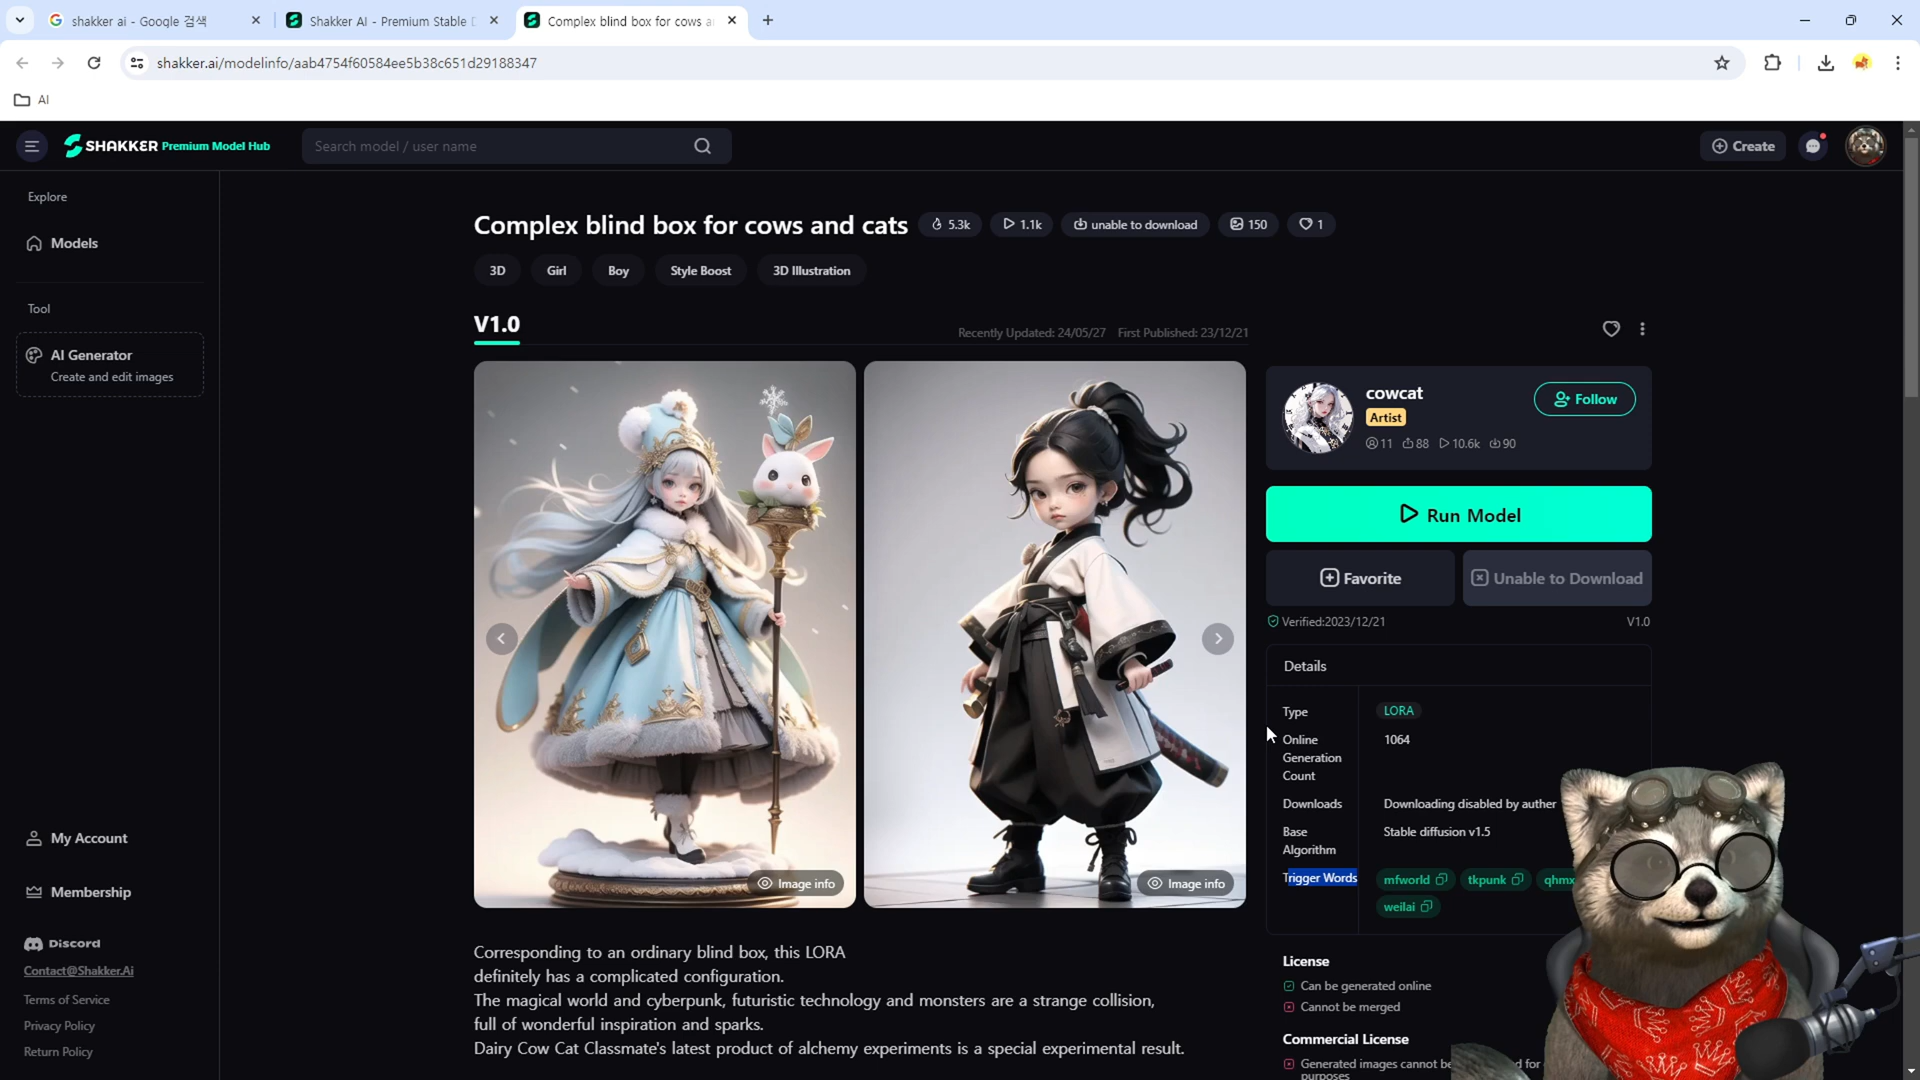 shakker ai - Google 검색
Shakker AI - Premium Stable
Complex blind box for cows a
shakker.ai/modelinfo/aab4754f60584ee5b38c651d29188347
AI
SHAKKER Premium Model Hub
Search model / user name
Create
Explore
Models
Tool
AI Generator
Create and edit images
My Account
Membership
Discord
Contact@Shakker.Ai
Terms of Service
Privacy Policy
Return Policy
Complex blind box for cows and cats
5.3k
1.1k
unable to download
150
1
3D
Girl
Boy
Style Boost
3D Illustration
V1.0
Recently Updated: 24/05/27 First Published: 23/12/21
Image info
Image info
Corresponding to an ordinary blind box, this LORA
definitely has a complicated configuration.
The magical world and cyberpunk, futuristic technology and monsters are a strange collision,
full of wonderful inspiration and sparks.
Dairy Cow Cat Classmate's latest product of alchemy experiments is a special experimental result.
cowcat
Artist
Follow
11 88 10.6k 90
Run Model
Favorite
Unable to Download
Verified:2023/12/21
V1.0
Details
Type
LORA
Online
Generation
Count
1064
Downloads
Downloading disabled by auther
Base
Algorithm
Stable diffusion v1.5
Trigger Words
mfworld
tkpunk
qhmx
weilai
License
Can be generated online
Cannot be merged
Commercial License
Generated images cannot be for
purposes